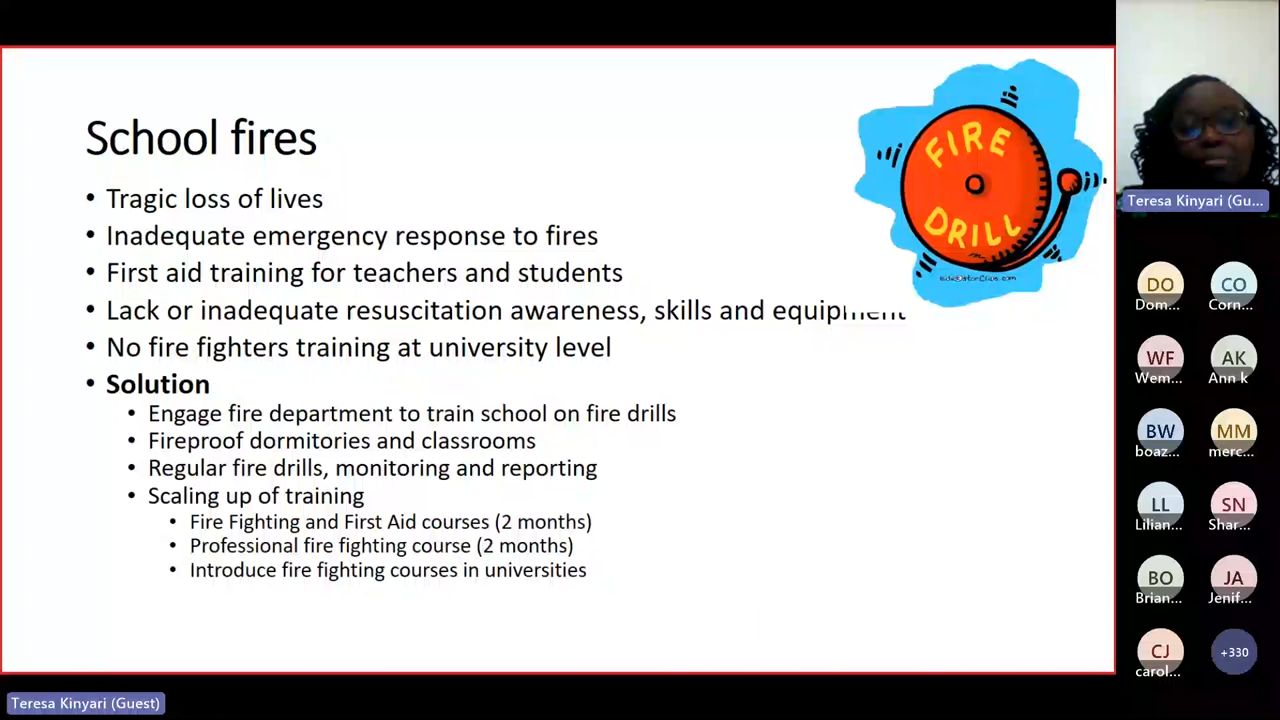 School fires
• Tragic loss of lives
• Inadequate emergency response to fires
• First aid training for teachers and students
• Lack or inadequate resuscitation awareness, skills and equipment
• No fire fighters training at university level
• Solution
• Engage fire department to train school on fire drills
• Fireproof dormitories and classrooms
• Regular fire drills, monitoring and reporting
• Scaling up of training
• Fire Fighting and First Aid courses (2 months)
• Professional fire fighting course (2 months)
• Introduce fire fighting courses in universities
FIRE
DRILL
Teresa Kinyari (Gu...
DO CO
Dom... Corn...
WF AK
Wem... Ann k
BW MM
boaz... merc...
LL SN
Lilian... Shar...
BO JA
Brian... Jenif...
CJ +330
carol...
Teresa Kinyari (Guest)